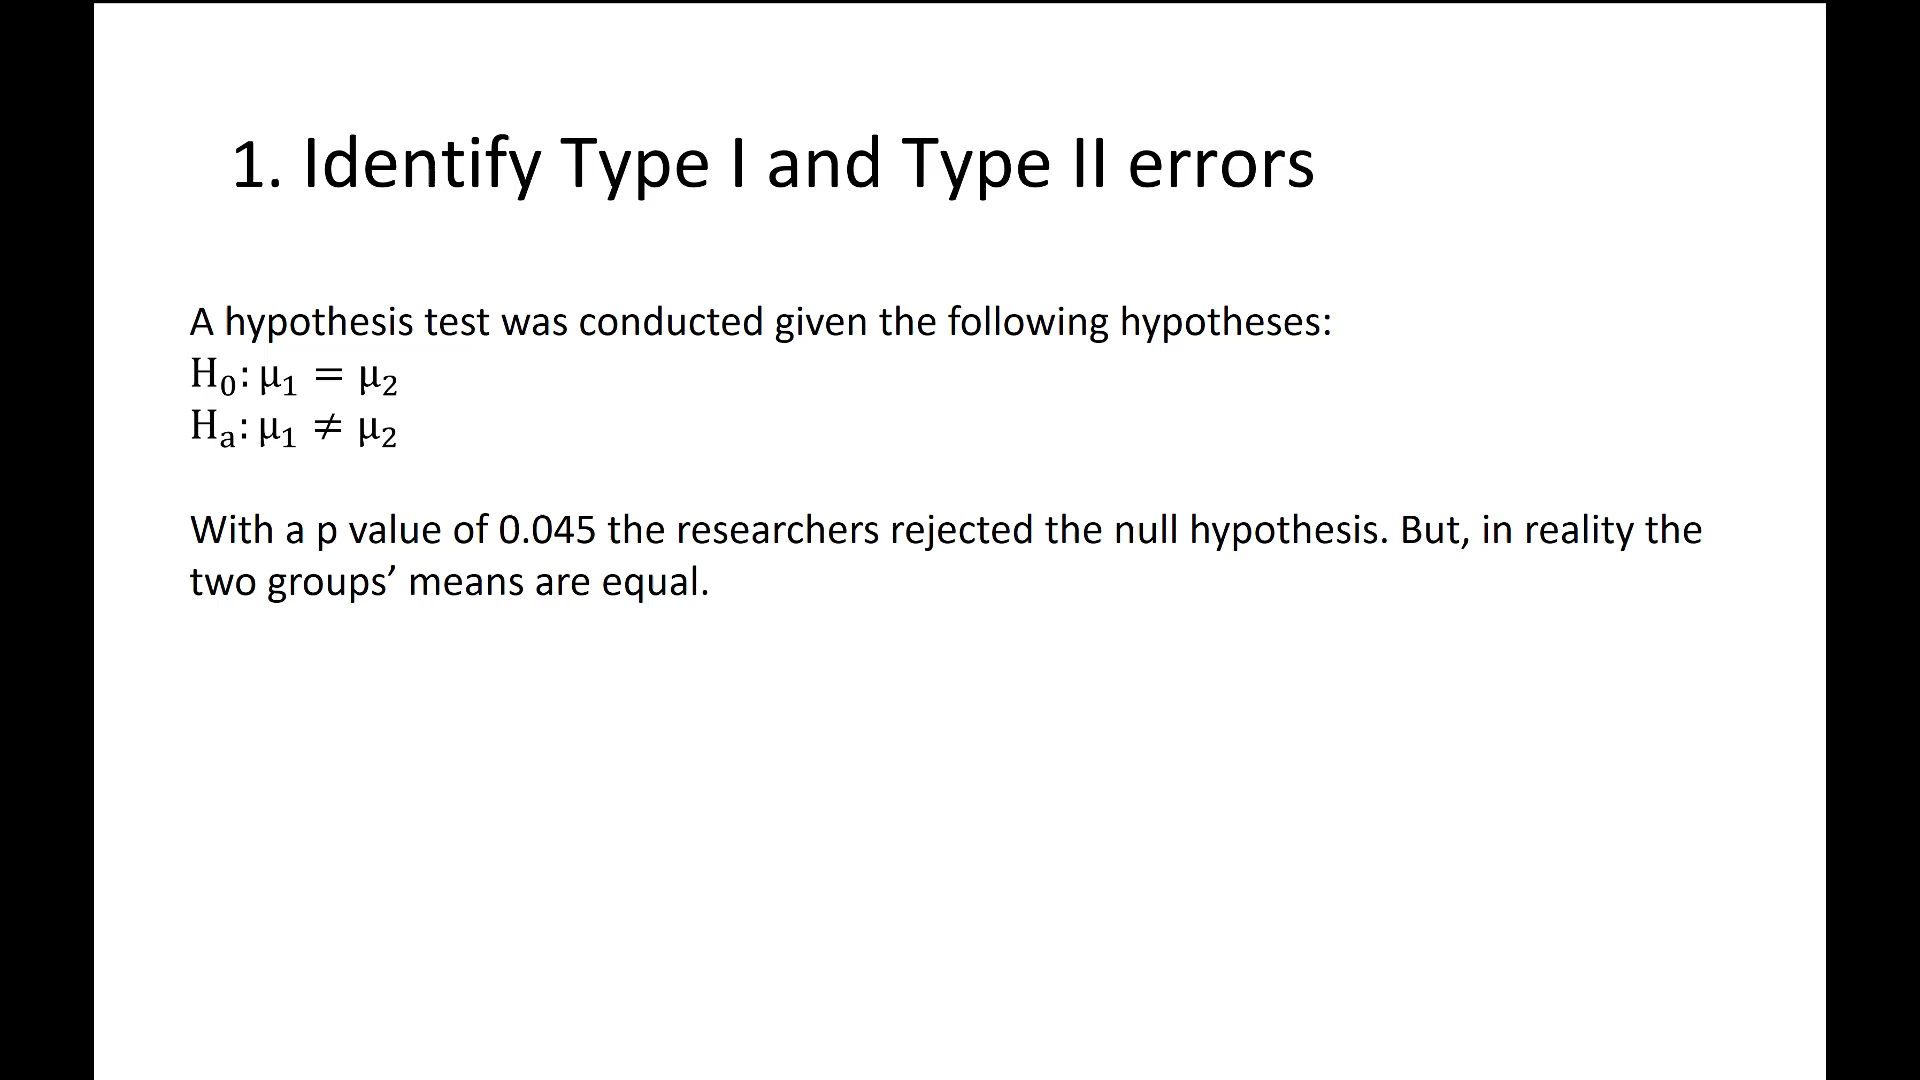 1. Identify Type I and Type II errors
A hypothesis test was conducted given the following hypotheses:
H₀: μ₁ = μ₂
Hₐ: μ₁ ≠ μ₂
With a p value of 0.045 the researchers rejected the null hypothesis. But, in reality the
two groups’ means are equal.